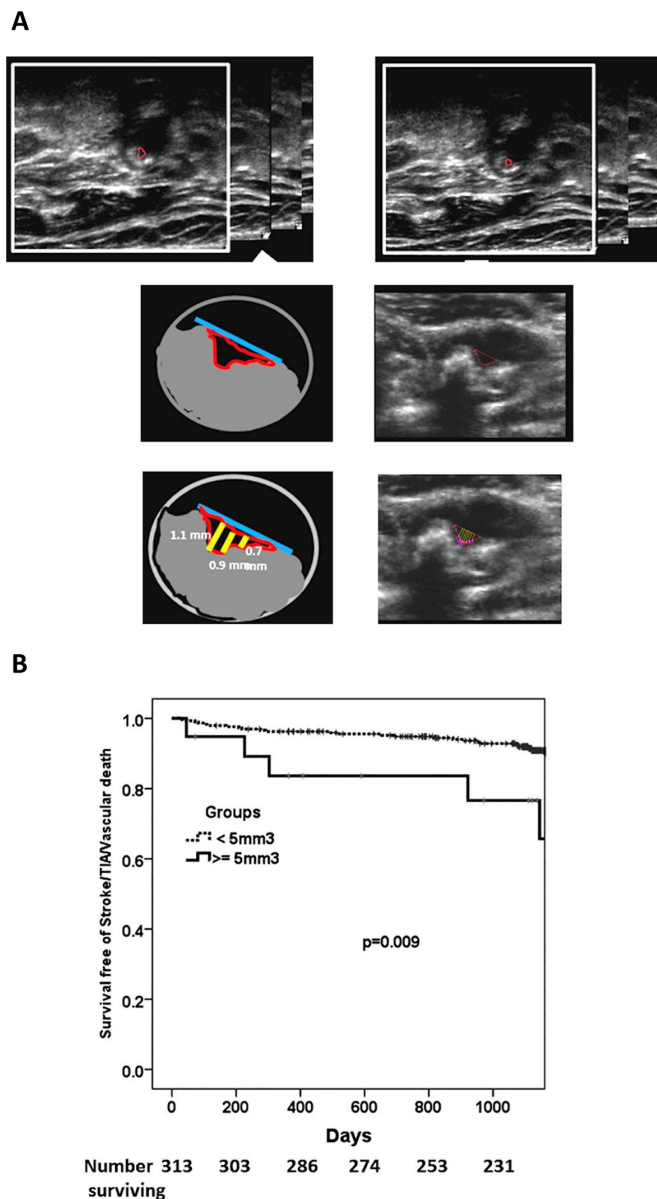 A
1.1 mm
0.7
0.9 mm mm
B
Survival free of Stroke/TIA/Vascular death
1.0
0.8
0.6
0.4
0.2
0.0
Groups
< 5mm3
>= 5mm3
p=0.009
0 200 400 600 800 1000
Days
Number 313 303 286 274 253 231
surviving